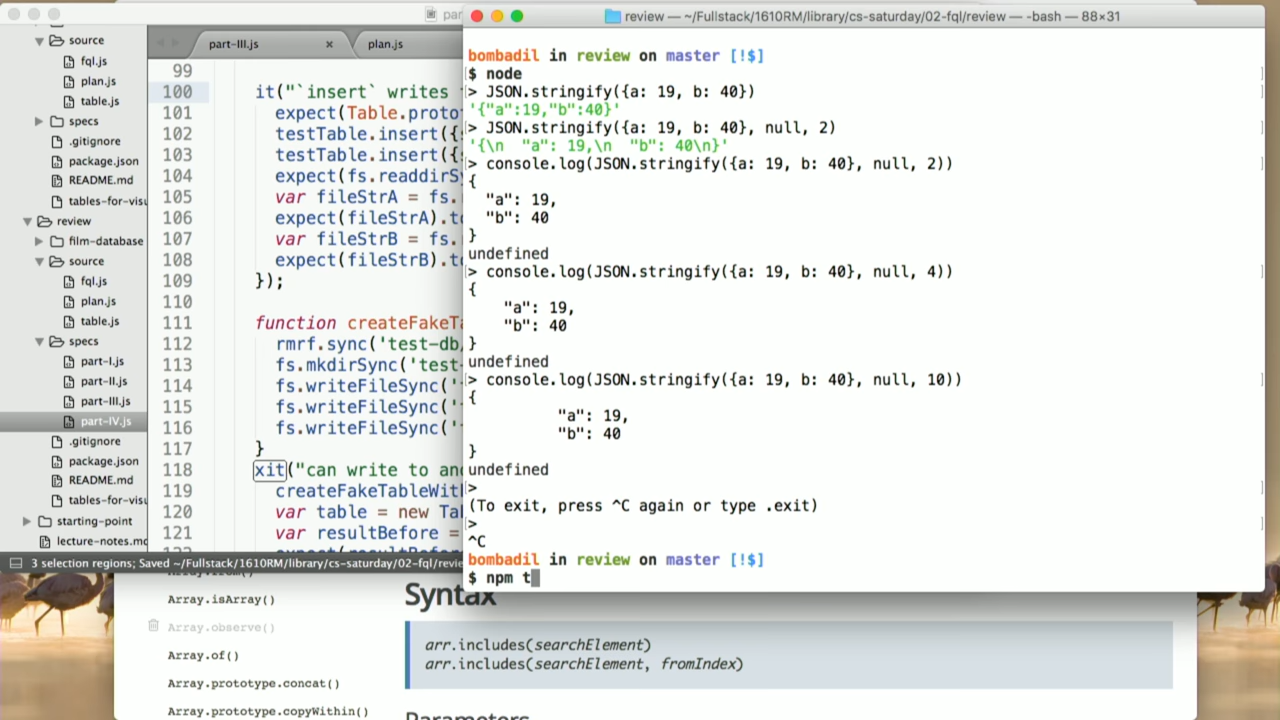 source
fql.js
plan.js
table.js
specs
.gitignore
package.json
README.md
tables-for-visu
review
film-database
source
fql.js
plan.js
table.js
specs
part-I.js
part-II.js
part-III.js
part-IV.js
.gitignore
package.json
README.md
tables-for-visu
starting-point
lecture-notes.md
par
part-III.js ×
plan.js
99
100 it("`insert` writes
101 expect(Table.proto
102 testTable.insert({
103 testTable.insert({
104 expect(fs.readdirSy
105 var fileStrA = fs.
106 expect(fileStrA).to
107 var fileStrB = fs.
108 expect(fileStrB).to
109 });
110
111 function createFakeTa
112 rmrf.sync('test-db
113 fs.mkdirSync('test-
114 fs.writeFileSync('
115 fs.writeFileSync('
116 fs.writeFileSync('
117 }
118 xit("can write to and
119 createFakeTableWith
120 var table = new Tab
121 var resultBefore =
3 selection regions; Saved ~/Fullstack/1610RM/library/cs-saturday/02-fql/revie
review — ~/Fullstack/1610RM/library/cs-saturday/02-fql/review — -bash — 88×31
bombadil in review on master [!$]
$ node
> JSON.stringify({a: 19, b: 40})
'{"a":19,"b":40}'
> JSON.stringify({a: 19, b: 40}, null, 2)
'{\n  "a": 19,\n  "b": 40\n}'
> console.log(JSON.stringify({a: 19, b: 40}, null, 2))
{
  "a": 19,
  "b": 40
}
undefined
> console.log(JSON.stringify({a: 19, b: 40}, null, 4))
{
    "a": 19,
    "b": 40
}
undefined
> console.log(JSON.stringify({a: 19, b: 40}, null, 10))
{
          "a": 19,
          "b": 40
}
undefined
>
(To exit, press ^C again or type .exit)
>
^C
bombadil in review on master [!$]
$ npm t
Array.isArray()
Array.observe()
Array.of()
Array.prototype.concat()
Array.prototype.copyWithin()
Syntax
arr.includes(searchElement)
arr.includes(searchElement, fromIndex)